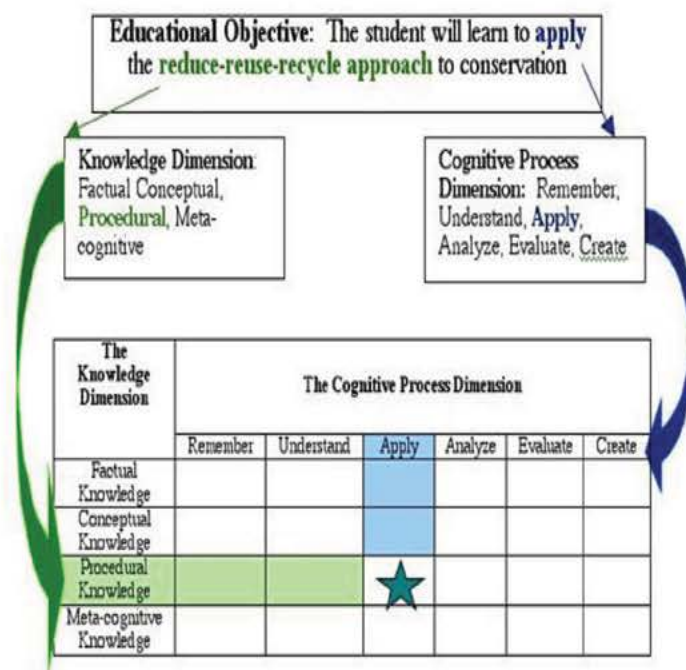 Educational Objective: The student will learn to apply
the reduce-reuse-recycle approach to conservation
Knowledge Dimension:
Factual Conceptual,
Procedural, Meta-
cognitive
Cognitive Process
Dimension: Remember,
Understand, Apply,
Analyze, Evaluate, Create
The
Knowledge
Dimension
The Cognitive Process Dimension
Remember Understand Apply Analyze Evaluate Create
Factual
Knowledge
Conceptual
Knowledge
Procedural
Knowledge
Meta-cognitive
Knowledge